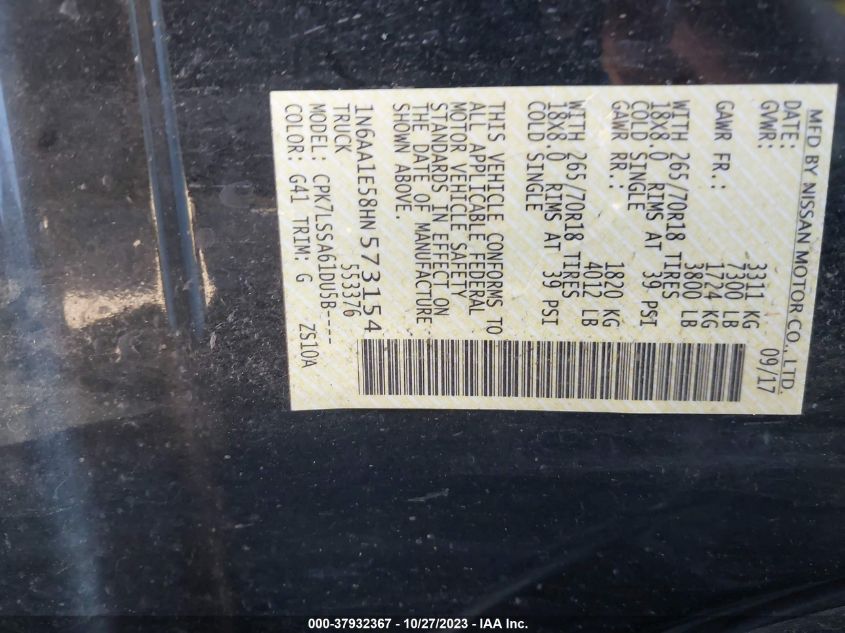 MFD BY NISSAN MOTOR CO., LTD.
DATE: 09/17
GVWR: 3311 KG
7300 LB
GAWR FR.: 1724 KG
3800 LB
WITH 265/70R18 TIRES
18X8.0 RIMS AT 39 PSI
COLD SINGLE
GAWR RR.: 1820 KG
4012 LB
WITH 265/70R18 TIRES
18X8.0 RIMS AT 39 PSI
COLD SINGLE
THIS VEHICLE CONFORMS TO
ALL APPLICABLE FEDERAL
MOTOR VEHICLE SAFETY
STANDARDS IN EFFECT ON
THE DATE OF MANUFACTURE
SHOWN ABOVE.
1N6AA1E58HN573154
TRUCK 553376
MODEL: CPK7LSSA61DU5B----
COLOR: G41 TRIM: G ZS10A
000-37932367 - 10/27/2023 - IAA Inc.